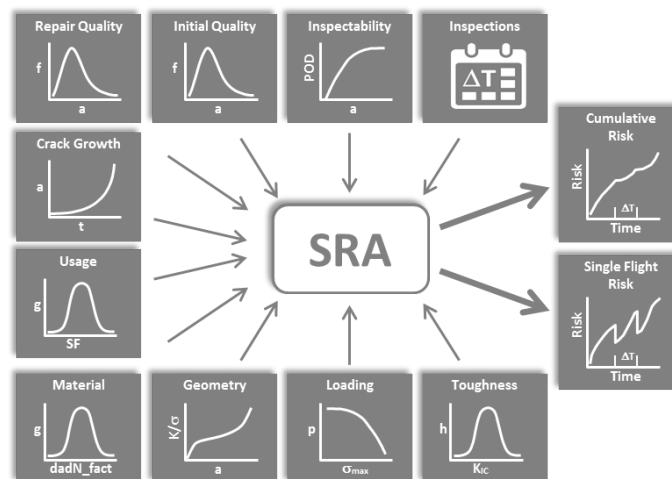 Repair Quality
f
a
Initial Quality
f
a
Inspectability
POD
a
Inspections
ΔT
Crack Growth
a
t
Usage
g
SF
SRA
Cumulative
Risk
Risk
ΔT
Time
Single Flight
Risk
Risk
ΔT
Time
Material
g
dadN_fact
Geometry
K/σ
a
Loading
p
σmax
Toughness
h
KIC